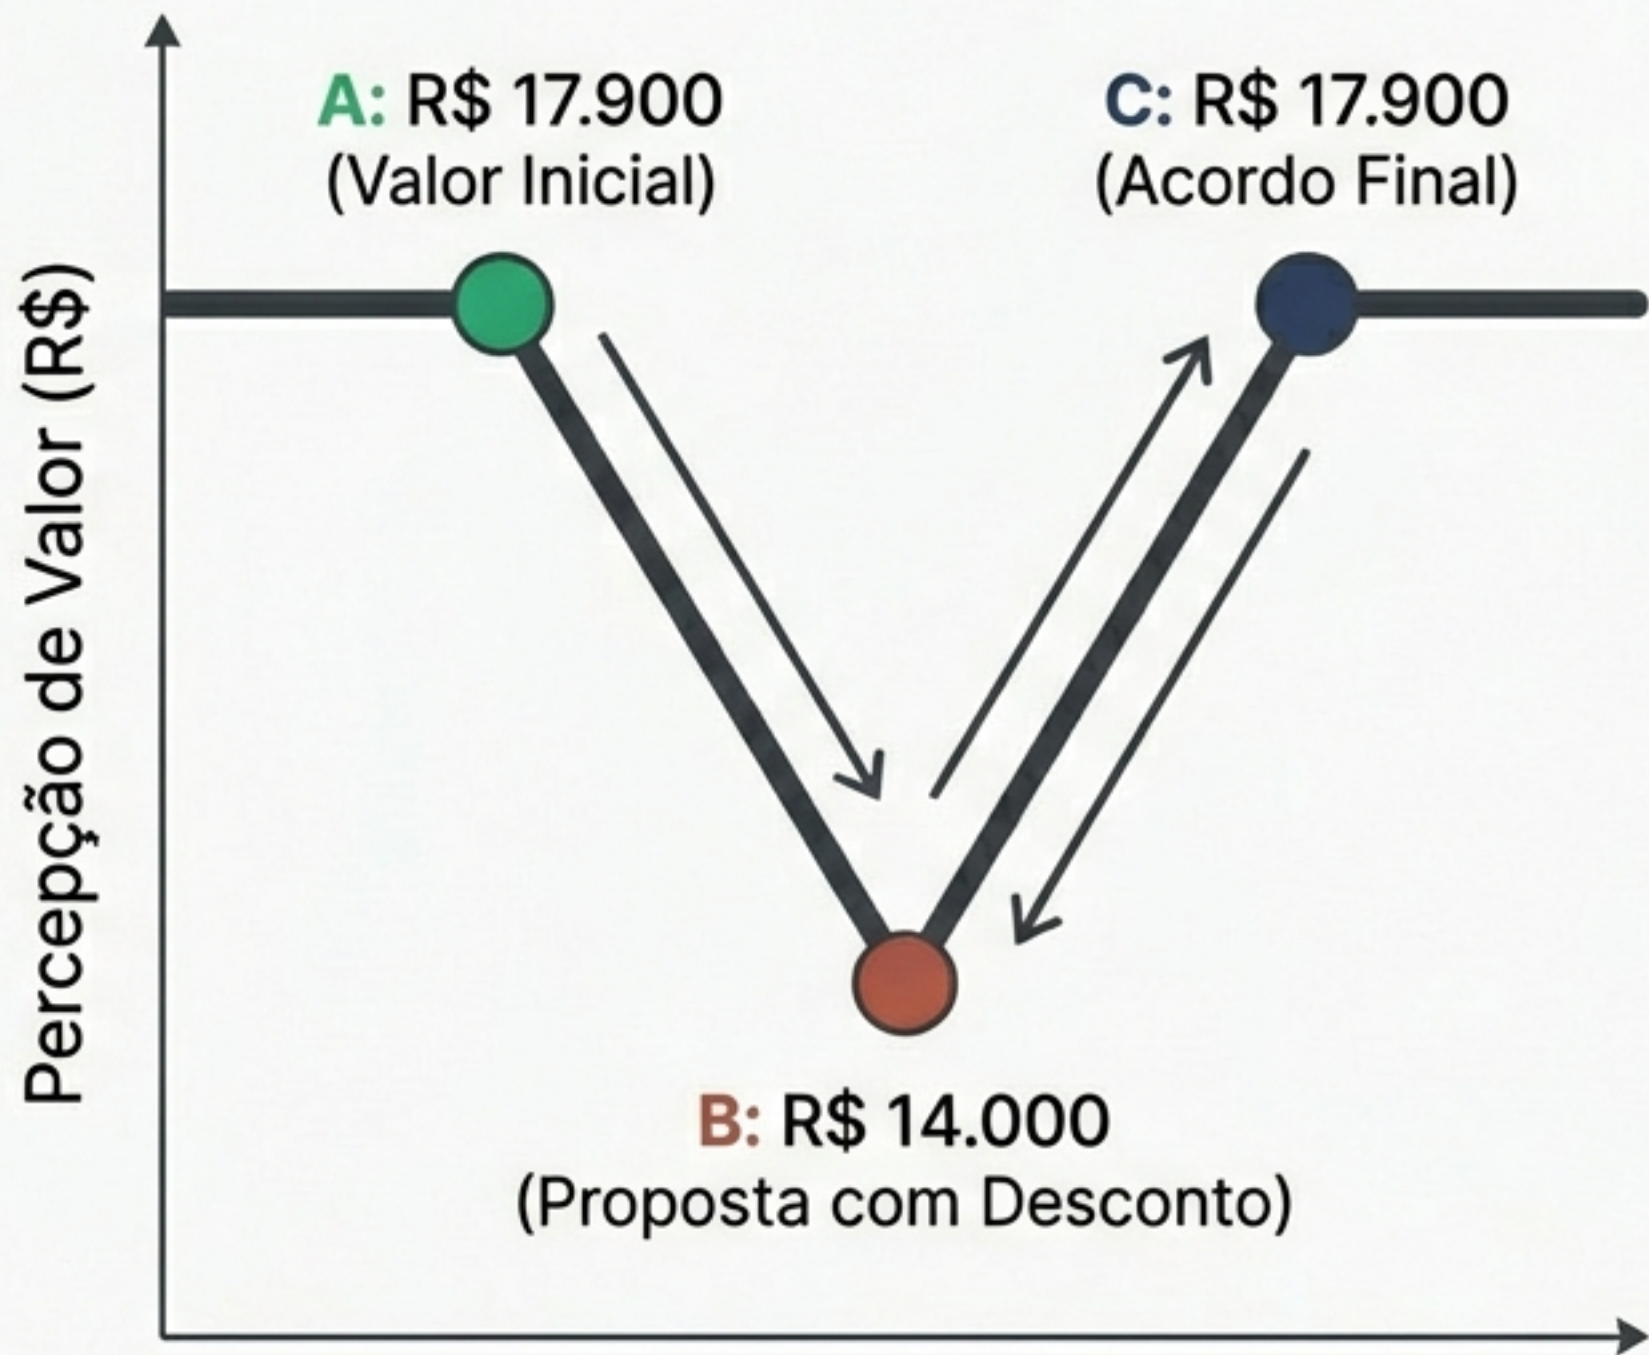 A: R$ 17.900
(Valor Inicial)
C: R$ 17.900
(Acordo Final)
Percepção de Valor (R$)
B: R$ 14.000
(Proposta com Desconto)